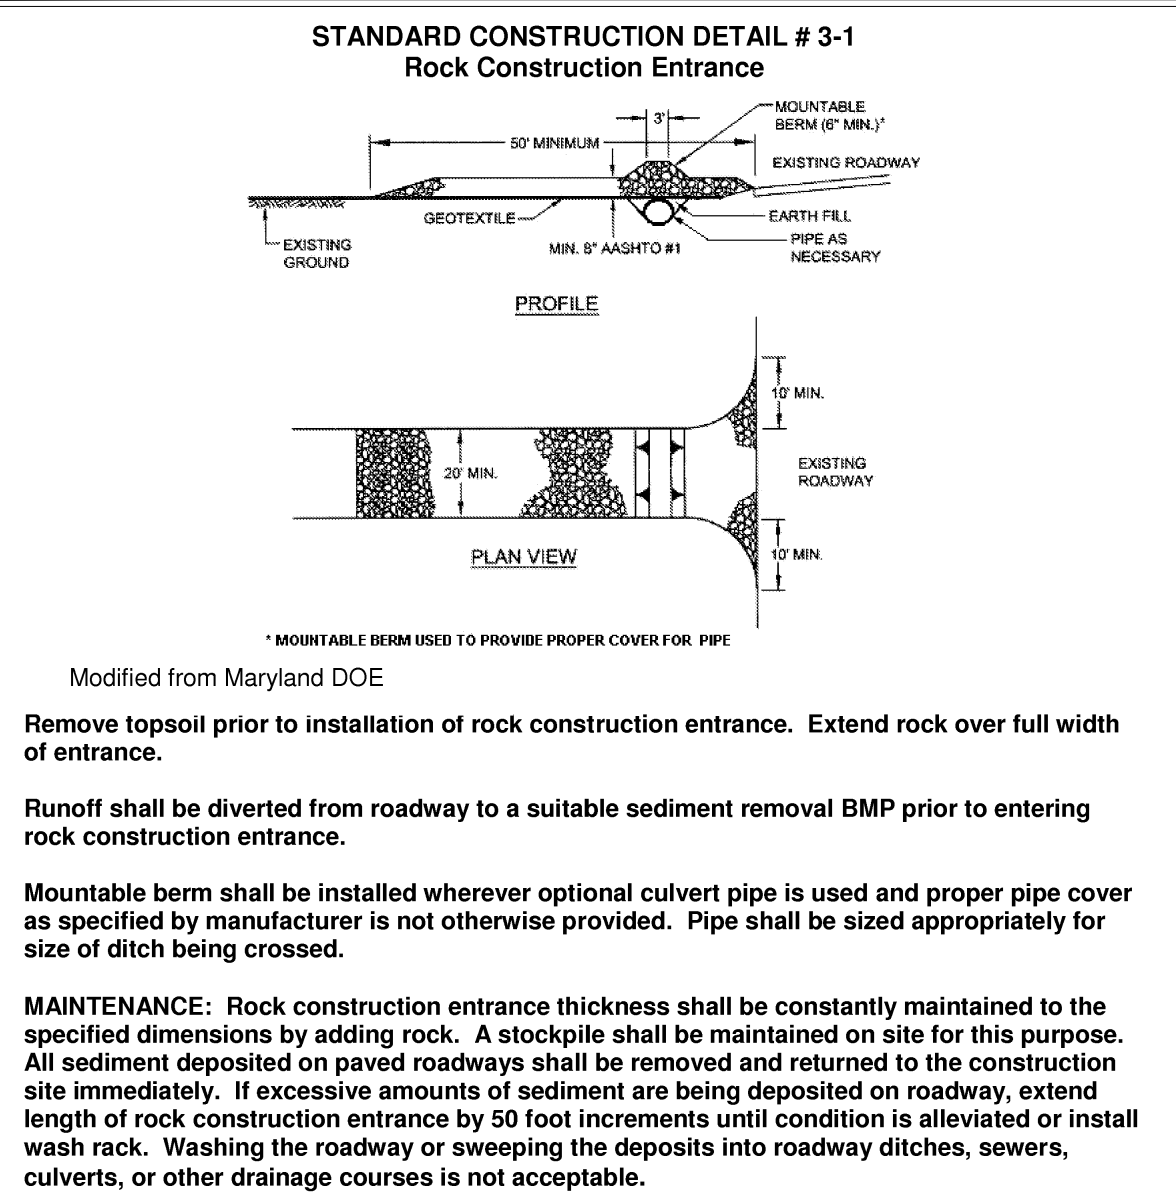 STANDARD CONSTRUCTION DETAIL # 3-1
Rock Construction Entrance
MOUNTABLE
BERM (6" MIN.)*
3'
50' MINIMUM
EXISTING ROADWAY
GEOTEXTILE
EARTH FILL
EXISTING
GROUND
MIN. 8" AASHTO #1
PIPE AS
NECESSARY
PROFILE
10' MIN.
20' MIN.
EXISTING
ROADWAY
10' MIN.
PLAN VIEW
* MOUNTABLE BERM USED TO PROVIDE PROPER COVER FOR PIPE
Modified from Maryland DOE
Remove topsoil prior to installation of rock construction entrance. Extend rock over full width
of entrance.
Runoff shall be diverted from roadway to a suitable sediment removal BMP prior to entering
rock construction entrance.
Mountable berm shall be installed wherever optional culvert pipe is used and proper pipe cover
as specified by manufacturer is not otherwise provided. Pipe shall be sized appropriately for
size of ditch being crossed.
MAINTENANCE: Rock construction entrance thickness shall be constantly maintained to the
specified dimensions by adding rock. A stockpile shall be maintained on site for this purpose.
All sediment deposited on paved roadways shall be removed and returned to the construction
site immediately. If excessive amounts of sediment are being deposited on roadway, extend
length of rock construction entrance by 50 foot increments until condition is alleviated or install
wash rack. Washing the roadway or sweeping the deposits into roadway ditches, sewers,
culverts, or other drainage courses is not acceptable.